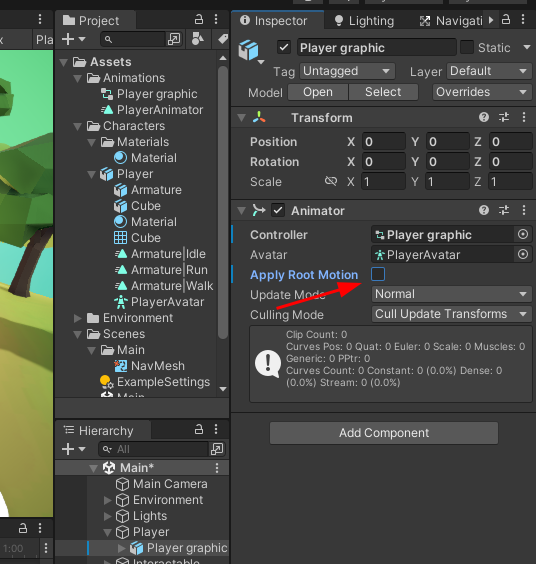 Project
Inspector
Lighting
Navigati
Pla
Assets
Animations
Player graphic
PlayerAnimator
Characters
Materials
Material
Player
Armature
Cube
Material
Cube
Armature|Idle
Armature|Run
Armature|Walk
PlayerAvatar
Environment
Scenes
Main
NavMesh
ExampleSettings
Main
Hierarchy
All
Main*
Main Camera
Environment
Lights
Player
Player graphic
Interactable
1:00
Player graphic
Static
Tag Untagged Layer Default
Model Open Select Overrides
Transform
Position X 0 Y 0 Z 0
Rotation X 0 Y 0 Z 0
Scale X 1 Y 1 Z 1
Animator
Controller Player graphic
Avatar PlayerAvatar
Apply Root Motion
Update Mode Normal
Culling Mode Cull Update Transforms
Clip Count: 0
Curves Pos: 0 Quat: 0 Euler: 0 Scale: 0 Muscles: 0
Generic: 0 PPtr: 0
Curves Count: 0 Constant: 0 (0.0%) Dense: 0
(0.0%) Stream: 0 (0.0%)
Add Component